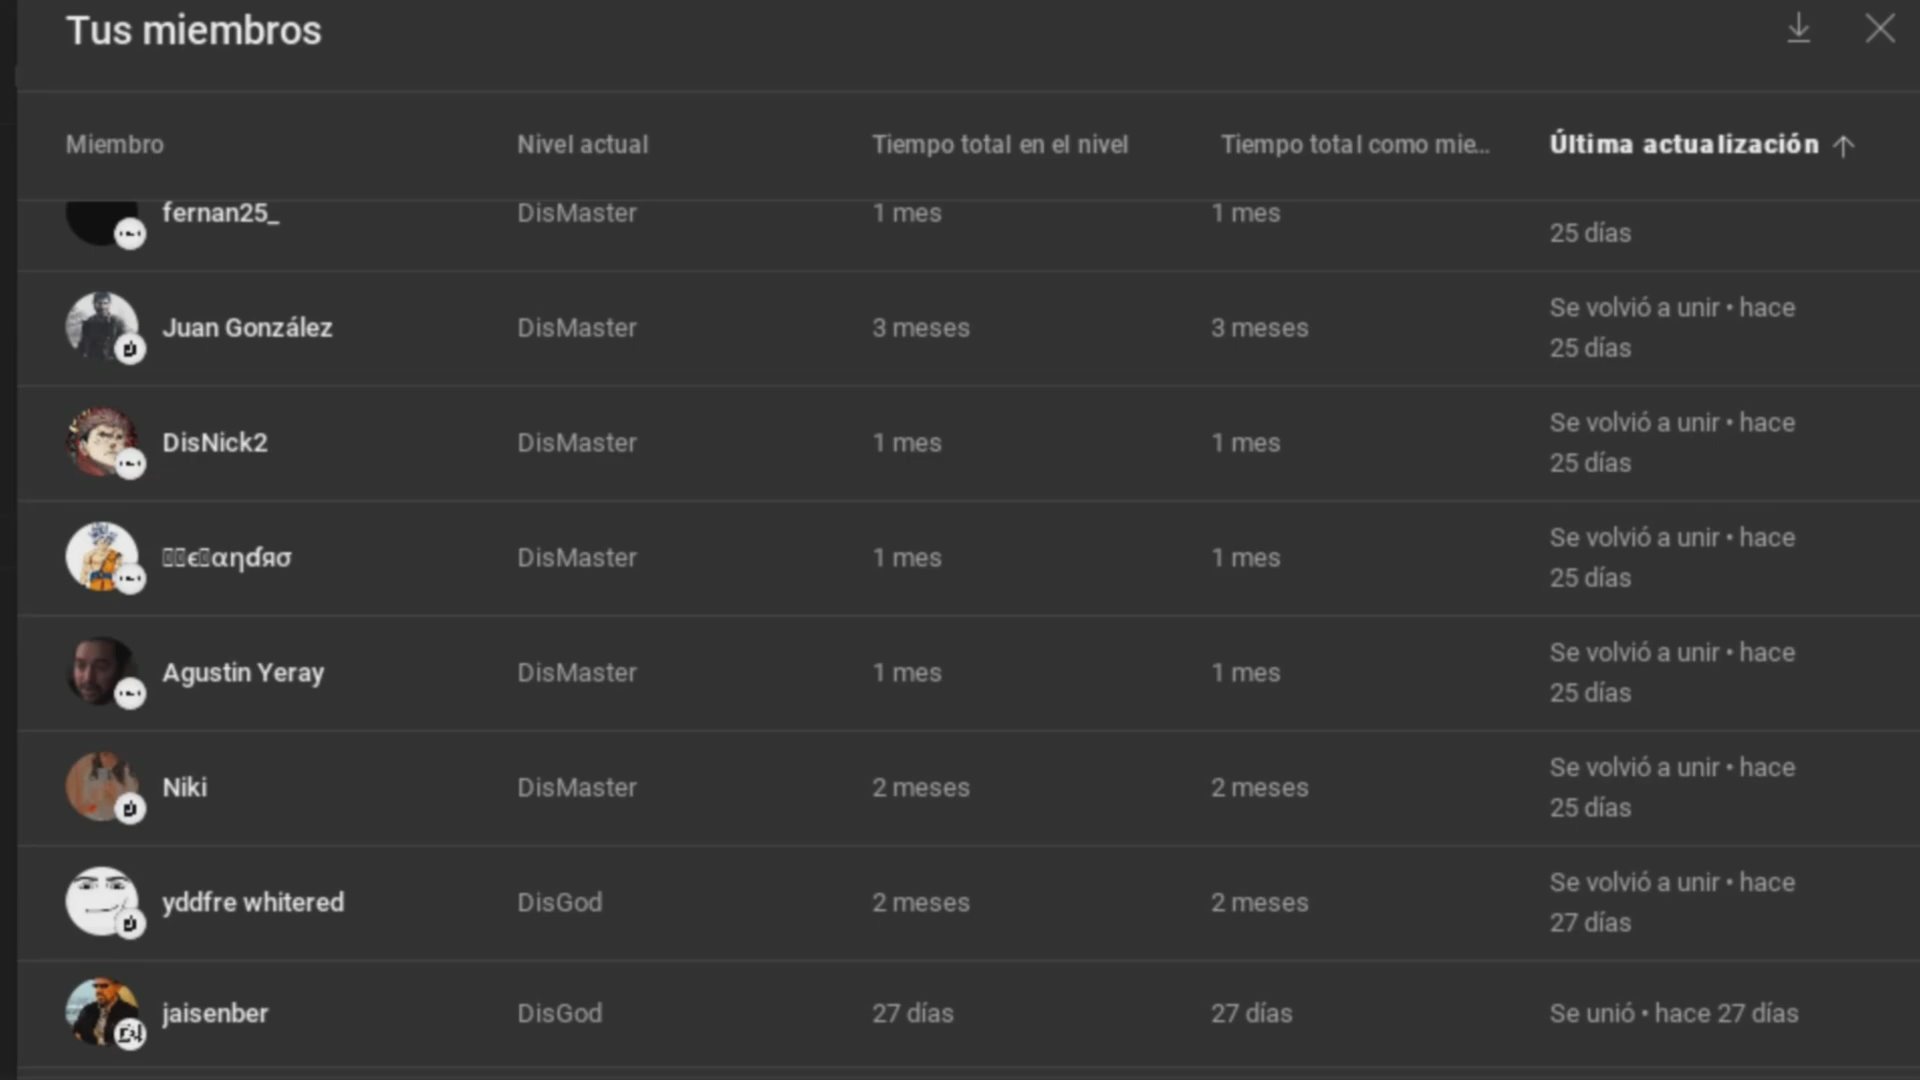 Tus miembros
Miembro Nivel actual Tiempo total en el nivel Tiempo total como mie... Última actualización
fernan25_ DisMaster 1 mes 1 mes 25 días
Juan González DisMaster 3 meses 3 meses Se volvió a unir • hace
25 días
DisNick2 DisMaster 1 mes 1 mes Se volvió a unir • hace
25 días
DisMaster 1 mes 1 mes Se volvió a unir • hace
25 días
Agustin Yeray DisMaster 1 mes 1 mes Se volvió a unir • hace
25 días
Niki DisMaster 2 meses 2 meses Se volvió a unir • hace
25 días
yddfre whitered DisGod 2 meses 2 meses Se volvió a unir • hace
27 días
jaisenber DisGod 27 días 27 días Se unió • hace 27 días